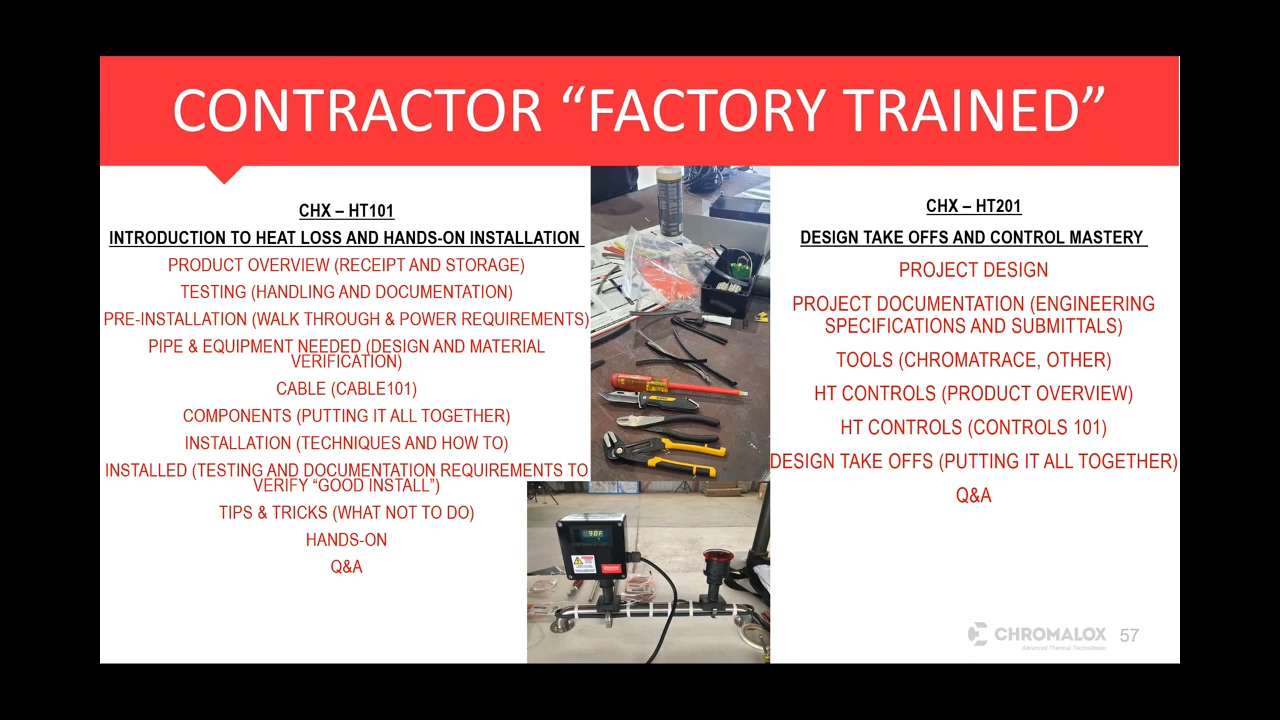 CONTRACTOR “FACTORY TRAINED”
CHX – HT101
INTRODUCTION TO HEAT LOSS AND HANDS-ON INSTALLATION
PRODUCT OVERVIEW (RECEIPT AND STORAGE)
TESTING (HANDLING AND DOCUMENTATION)
PRE-INSTALLATION (WALK THROUGH & POWER REQUIREMENTS)
PIPE & EQUIPMENT NEEDED (DESIGN AND MATERIAL
VERIFICATION)
CABLE (CABLE101)
COMPONENTS (PUTTING IT ALL TOGETHER)
INSTALLATION (TECHNIQUES AND HOW TO)
INSTALLED (TESTING AND DOCUMENTATION REQUIREMENTS TO
VERIFY “GOOD INSTALL”)
TIPS & TRICKS (WHAT NOT TO DO)
HANDS-ON
Q&A
90F
CHX – HT201
DESIGN TAKE OFFS AND CONTROL MASTERY
PROJECT DESIGN
PROJECT DOCUMENTATION (ENGINEERING
SPECIFICATIONS AND SUBMITTALS)
TOOLS (CHROMATRACE, OTHER)
HT CONTROLS (PRODUCT OVERVIEW)
HT CONTROLS (CONTROLS 101)
DESIGN TAKE OFFS (PUTTING IT ALL TOGETHER)
Q&A
CHROMALOX
Advanced Thermal Technologies
57